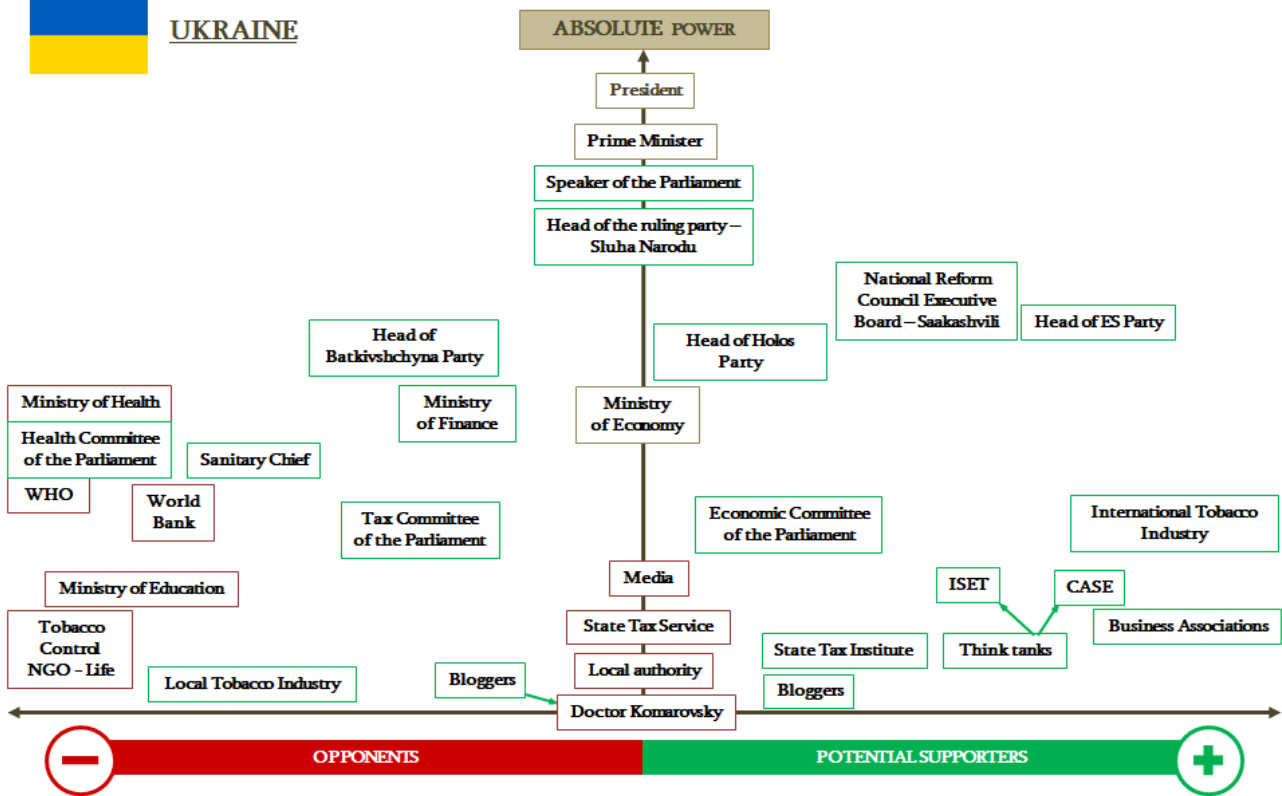 UKRAINE
ABSOLUTE POWER
President
Prime Minister
Speaker of the Parliament
Head of the ruling party –
Sluha Narodu
National Reform
Council Executive
Board – Saakashvili
Head of ES Party
Head of
Batkivshchyna Party
Head of Holos
Party
Ministry of Health
Ministry
of Finance
Ministry
of Economy
Health Committee
of the Parliament
Sanitary Chief
WHO
World
Bank
Tax Committee
of the Parliament
Economic Committee
of the Parliament
International Tobacco
Industry
Ministry of Education
Media
ISET
CASE
Tobacco
Control
NGO - Life
State Tax Service
Business Associations
State Tax Institute
Think tanks
Local authority
Local Tobacco Industry
Bloggers
Bloggers
Doctor Komarovsky
OPPONENTS
POTENTIAL SUPPORTERS